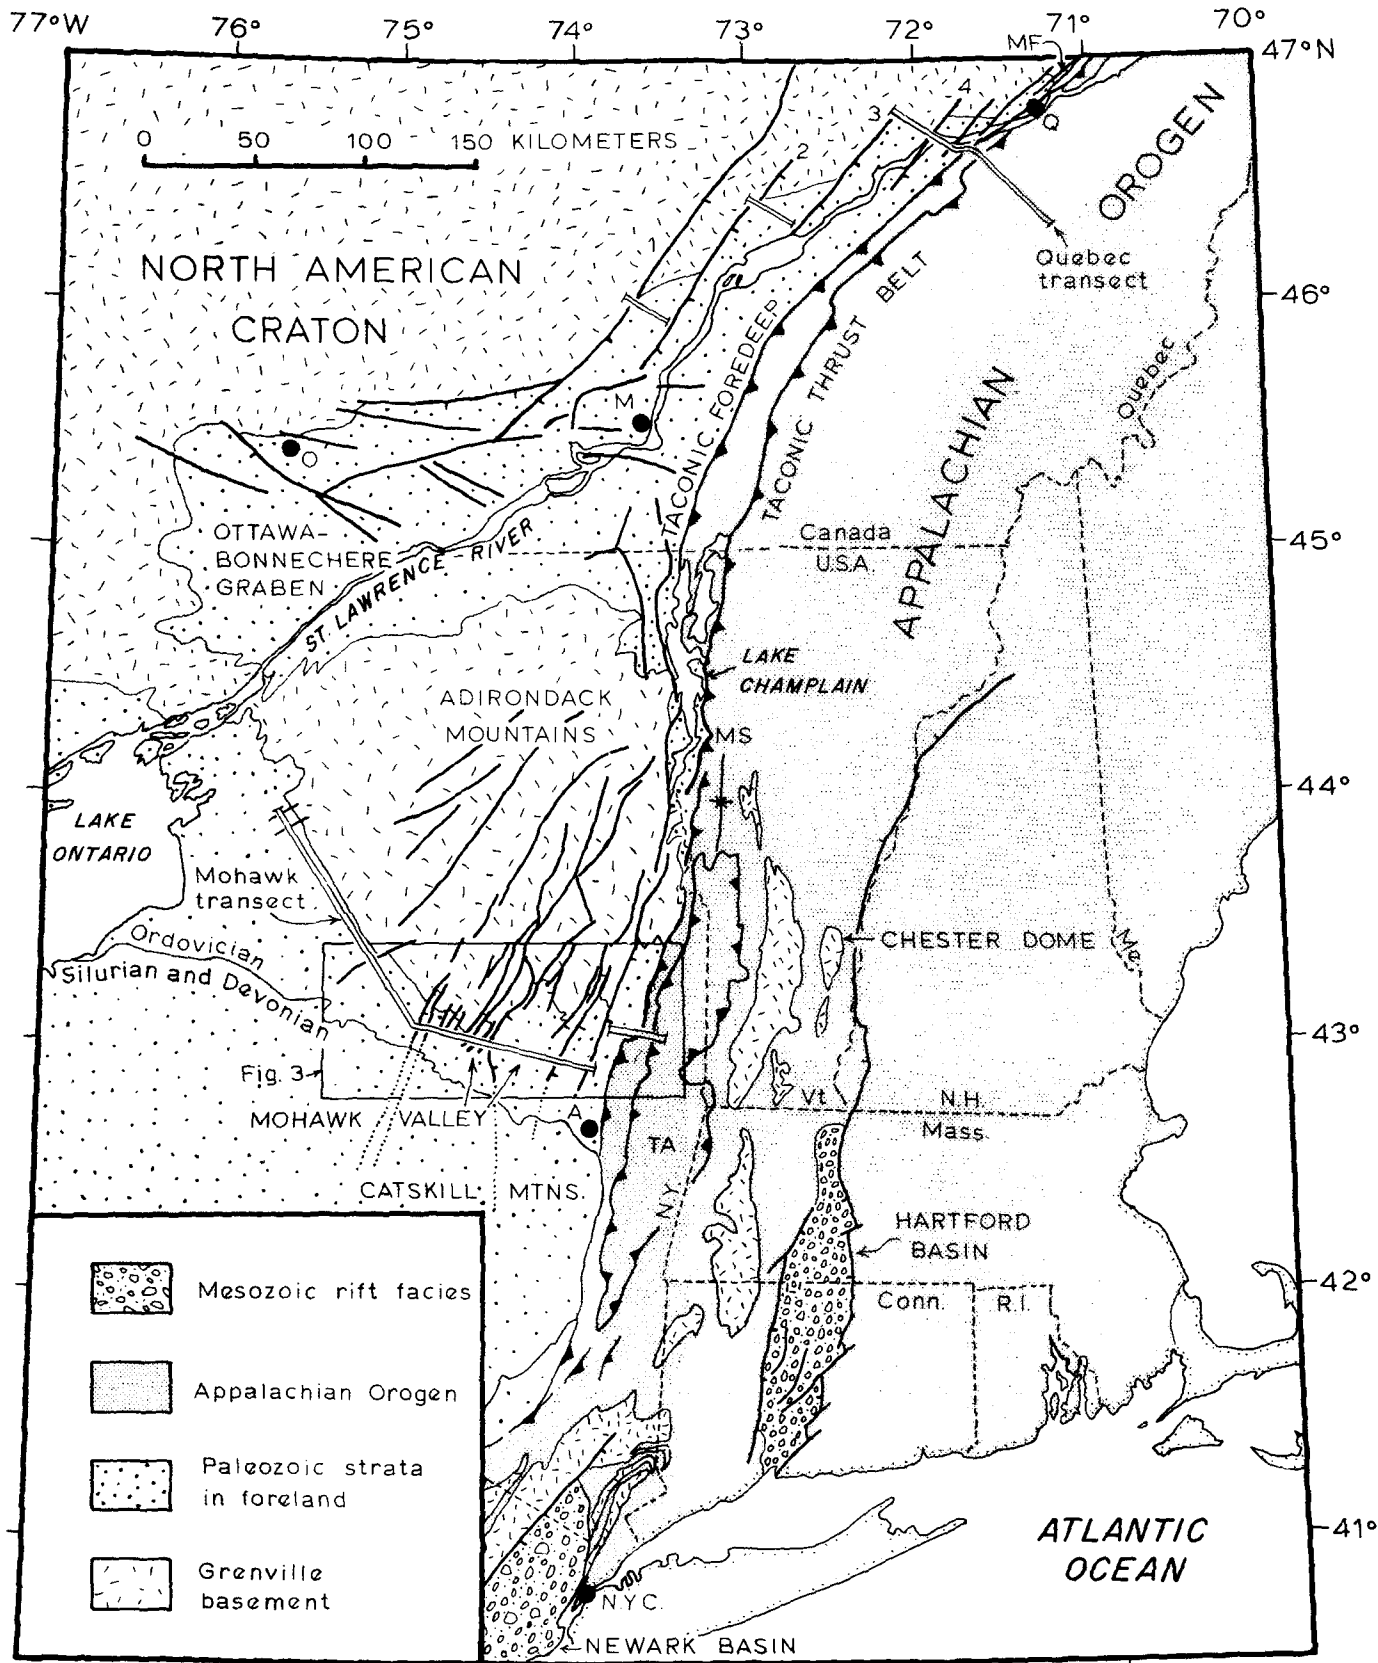 77°W
76°
75°
74°
73°
72°
71°
70°
MF
47°N
0 50 100 150 KILOMETERS
1
2
3
4
Q
NORTH AMERICAN
CRATON
OROGEN
Quebec
transect
46°
TACONIC FOREDEEP
TACONIC THRUST BELT
APPALACHIAN
Quebec
M
O
OTTAWA-
BONNECHERE
GRABEN
ST. LAWRENCE RIVER
Canada
U.S.A.
45°
LAKE
CHAMPLAIN
ADIRONDACK
MOUNTAINS
MS
44°
LAKE
ONTARIO
Mohawk
transect
Ordovician
Silurian and Devonian
CHESTER DOME
Me.
43°
Fig. 3
MOHAWK VALLEY
A
Vt.
N.H.
Mass.
TA
N.Y.
CATSKILL MTNS.
HARTFORD
BASIN
42°
Conn.
R.I.
Mesozoic rift facies
Appalachian Orogen
Paleozoic strata
in foreland
Grenville
basement
41°
ATLANTIC
OCEAN
N.Y.C.
NEWARK BASIN